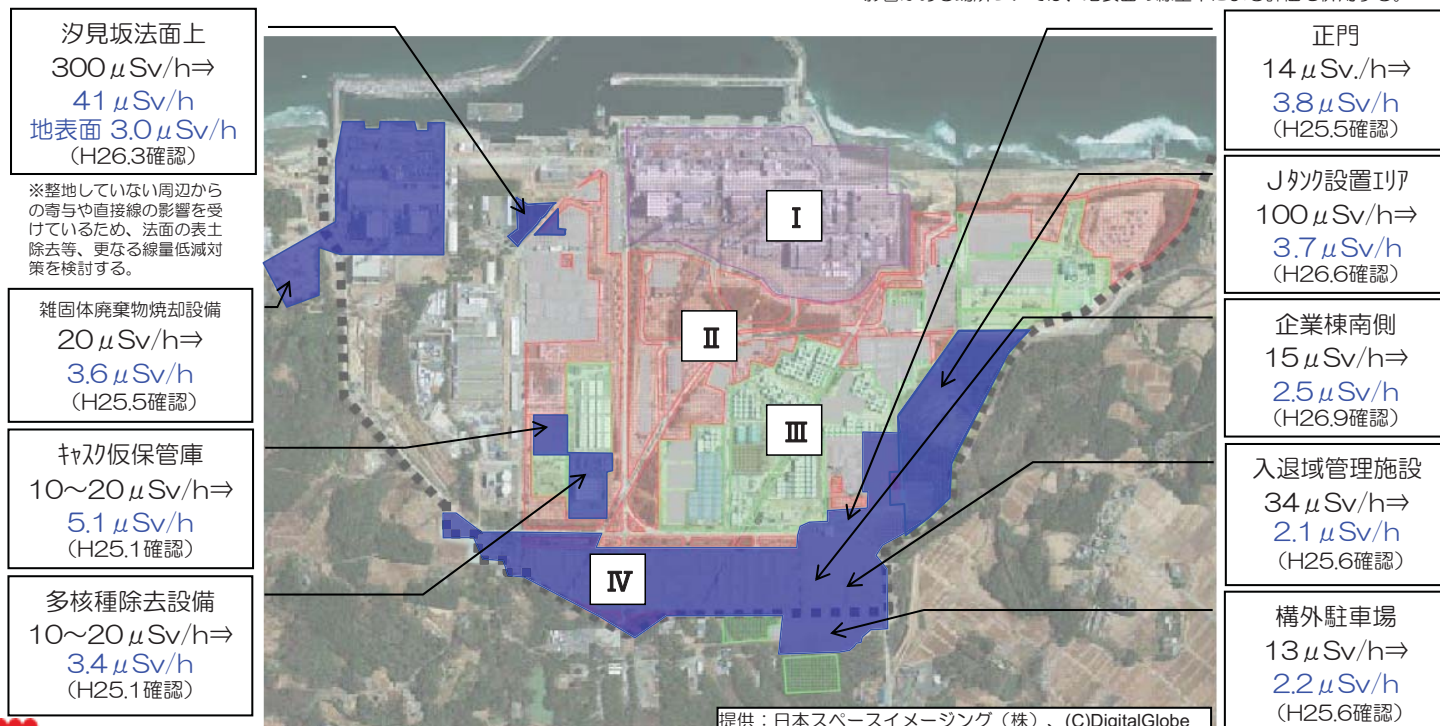 汐見坂法面上
300μSv/h⇒
41μSv/h
地表面 3.0μSv/h
(H26.3確認)
※整地していない周辺から
の寄与や直接線の影響を受
けているため、法面の表土
除去等、更なる線量低減対
策を検討する。
雑固体廃棄物焼却設備
20μSv/h⇒
3.6μSv/h
(H25.5確認)
ｷｬｽｸ仮保管庫
10～20μSv/h⇒
5.1μSv/h
(H25.1確認)
多核種除去設備
10～20μSv/h⇒
3.4μSv/h
(H25.1確認)
Ⅰ
Ⅱ
Ⅲ
Ⅳ
正門
14μSv./h⇒
3.8μSv/h
(H25.5確認)
Jﾀﾝｸ設置ｴﾘｱ
100μSv/h⇒
3.7μSv/h
(H26.6確認)
企業棟南側
15μSv/h⇒
2.5μSv/h
(H26.9確認)
入退域管理施設
34μSv/h⇒
2.1μSv/h
(H25.6確認)
構外駐車場
13μSv/h⇒
2.2μSv/h
(H25.6確認)
提供：日本スペースイメージング（株）、(C)DigitalGlobe